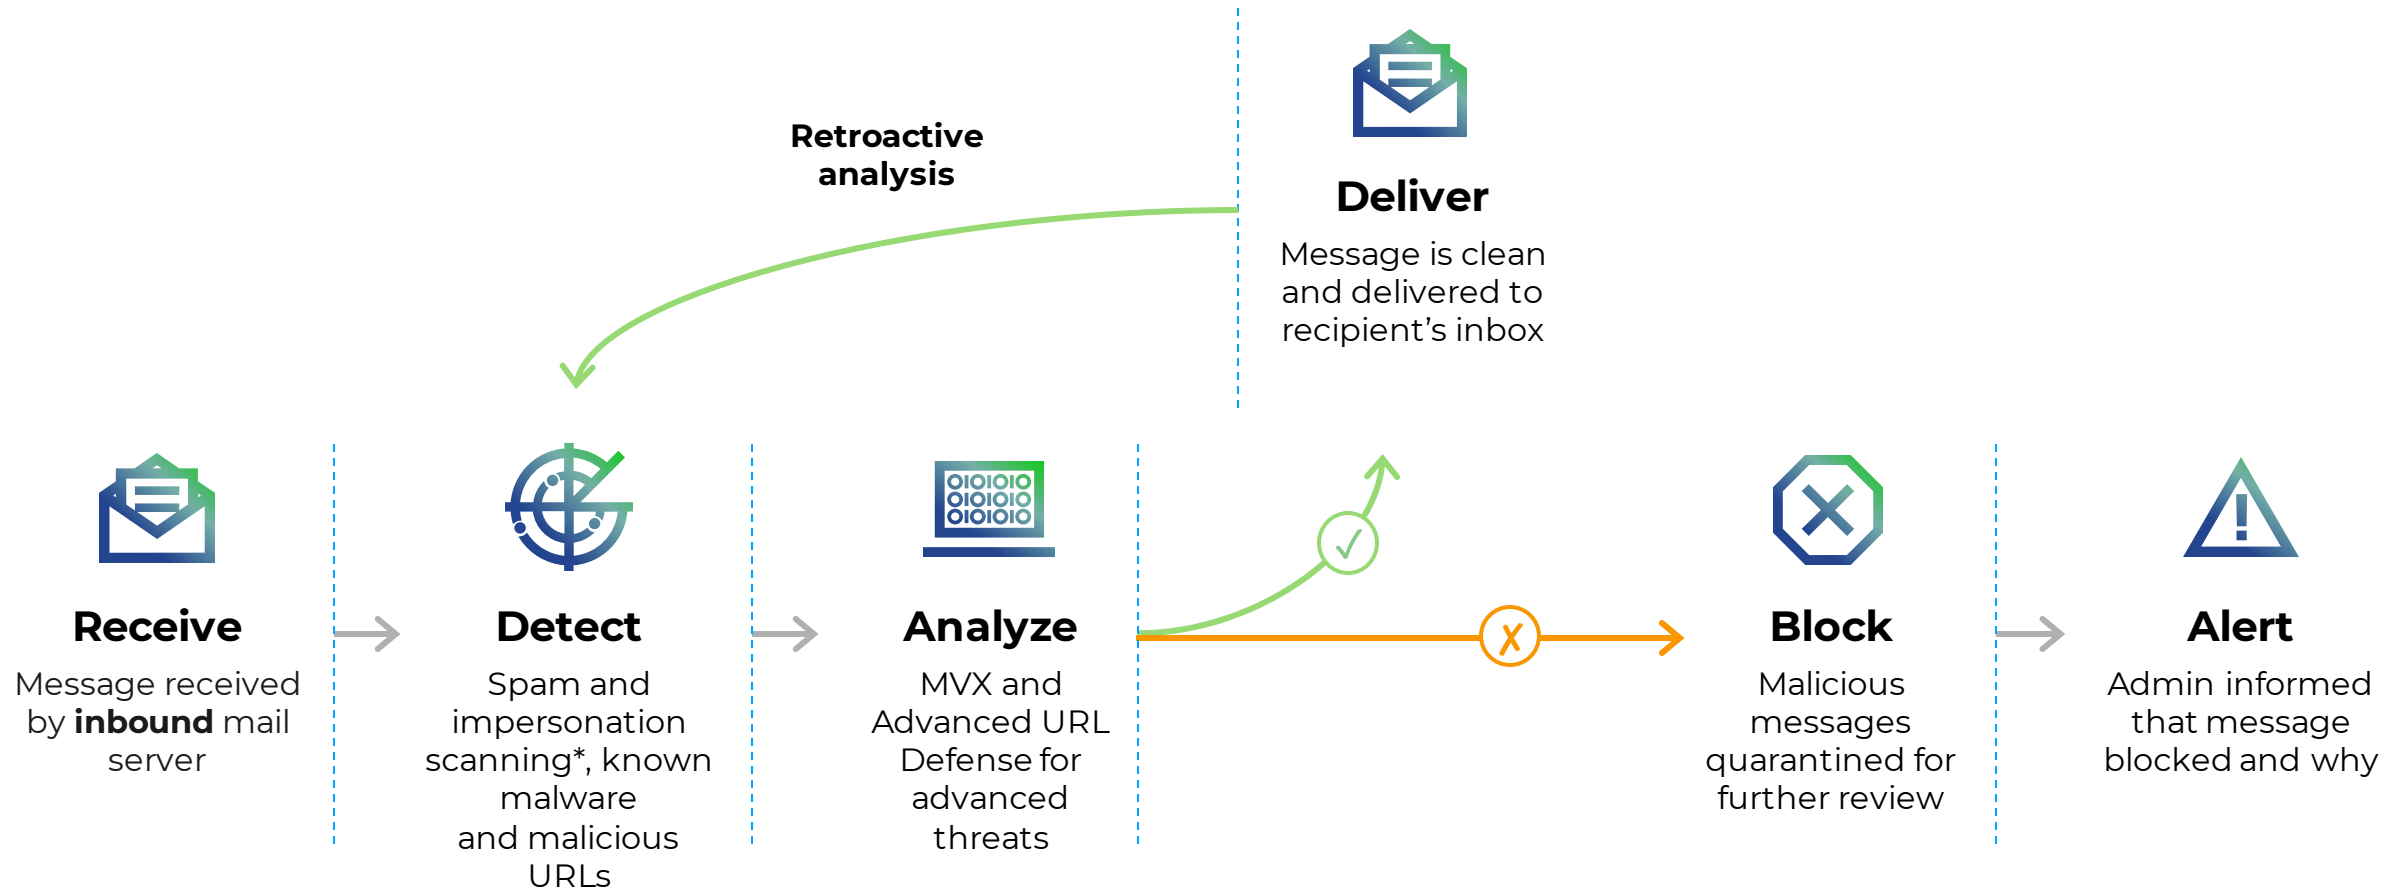 Retroactive
analysis
Deliver
Message is clean
and delivered to
recipient’s inbox
Receive
Message received
by inbound mail
server
Detect
Spam and
impersonation
scanning*, known
malware
and malicious
URLs
Analyze
MVX and
Advanced URL
Defense for
advanced
threats
Block
Malicious
messages
quarantined for
further review
Alert
Admin informed
that message
blocked and why